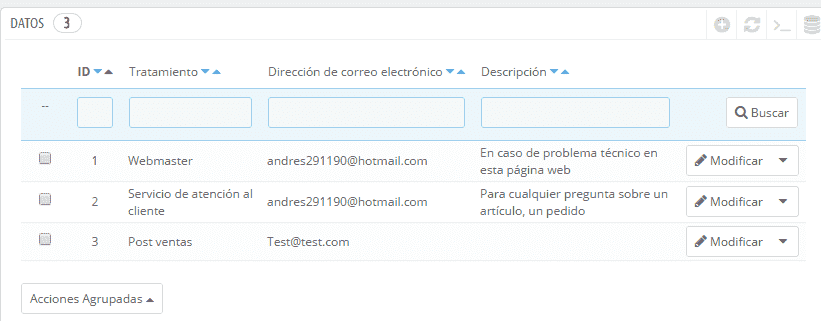 DATOS 3
ID Tratamiento Dirección de correo electrónico Descripción
-- Buscar
1 Webmaster andres291190@hotmail.com En caso de problema técnico en
esta página web Modificar
2 Servicio de atención al
cliente andres291190@hotmail.com Para cualquier pregunta sobre un
artículo, un pedido Modificar
3 Post ventas Test@test.com Modificar
Acciones Agrupadas